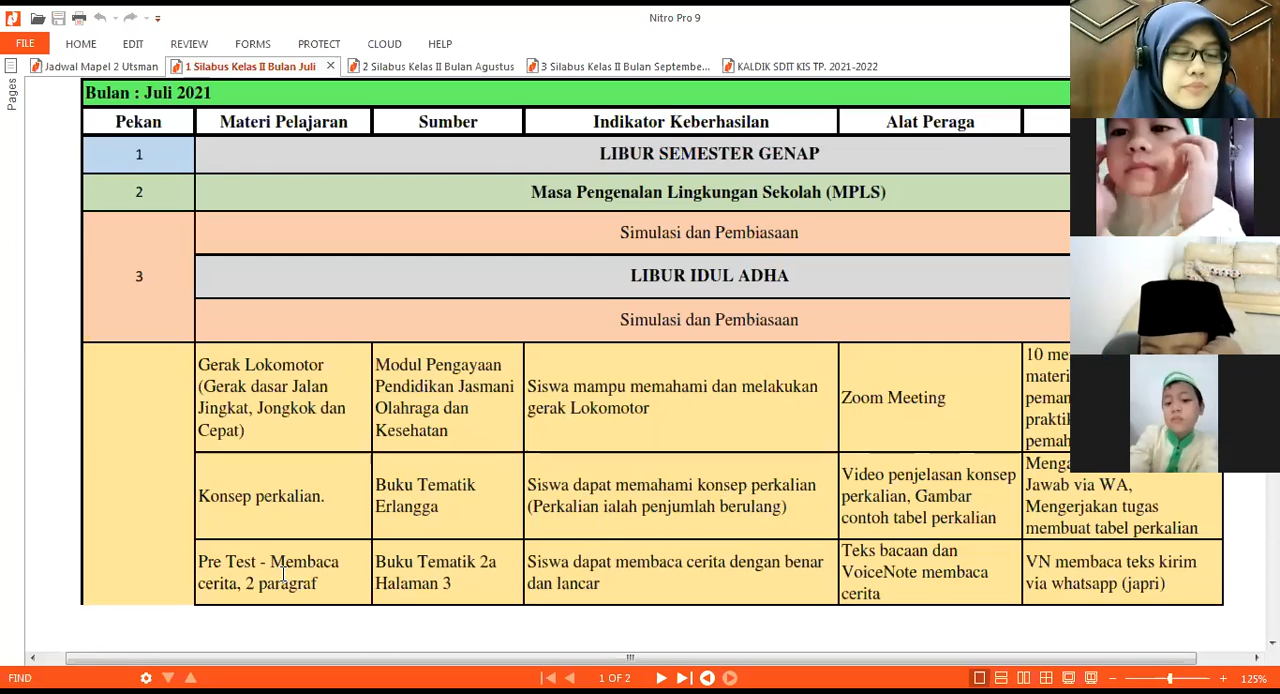 Nitro Pro 9
FILE HOME EDIT REVIEW FORMS PROTECT CLOUD HELP
Jadwal Mapel 2 Utsman 1 Silabus Kelas II Bulan Juli 2 Silabus Kelas II Bulan Agustus 3 Silabus Kelas II Bulan Septembe... KALDIK SDIT KIS TP. 2021-2022
Pages
Bulan : Juli 2021
Pekan Materi Pelajaran Sumber Indikator Keberhasilan Alat Peraga
1 LIBUR SEMESTER GENAP
2 Masa Pengenalan Lingkungan Sekolah (MPLS)
3
Simulasi dan Pembiasaan
LIBUR IDUL ADHA
Simulasi dan Pembiasaan
Gerak Lokomotor
(Gerak dasar Jalan
Jingkat, Jongkok dan
Cepat)
Modul Pengayaan
Pendidikan Jasmani
Olahraga dan
Kesehatan
Siswa mampu memahami dan melakukan
gerak Lokomotor
Zoom Meeting
10 me
materi
peman
prakti
pemah
Konsep perkalian.
Buku Tematik
Erlangga
Siswa dapat memahami konsep perkalian
(Perkalian ialah penjumlah berulang)
Video penjelasan konsep
perkalian, Gambar
contoh tabel perkalian
Menga
Jawab via WA,
Mengerjakan tugas
membuat tabel perkalian
Pre Test - Membaca
cerita, 2 paragraf
Buku Tematik 2a
Halaman 3
Siswa dapat membaca cerita dengan benar
dan lancar
Teks bacaan dan
VoiceNote membaca
cerita
VN membaca teks kirim
via whatsapp (japri)
FIND 1 OF 2 125%